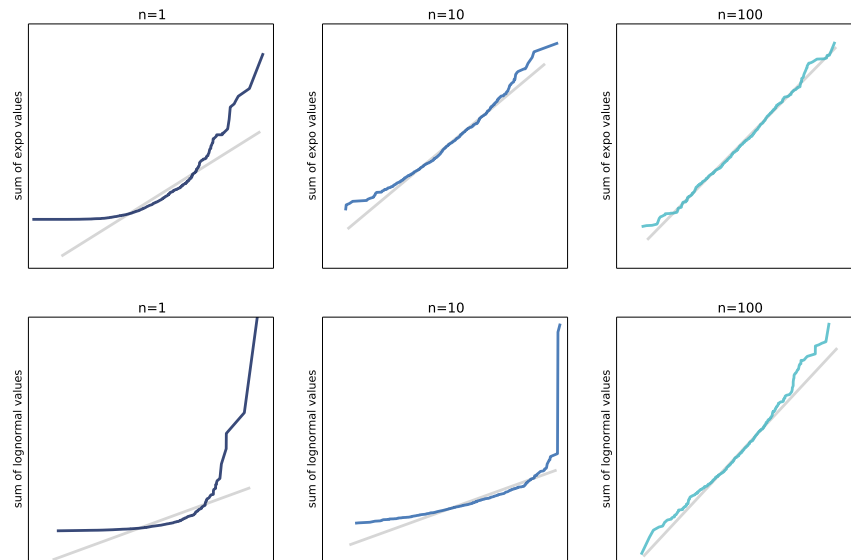 n=1
n=10
n=100
sum of expo values
sum of expo values
sum of expo values
n=1
n=10
n=100
sum of lognormal values
sum of lognormal values
sum of lognormal values